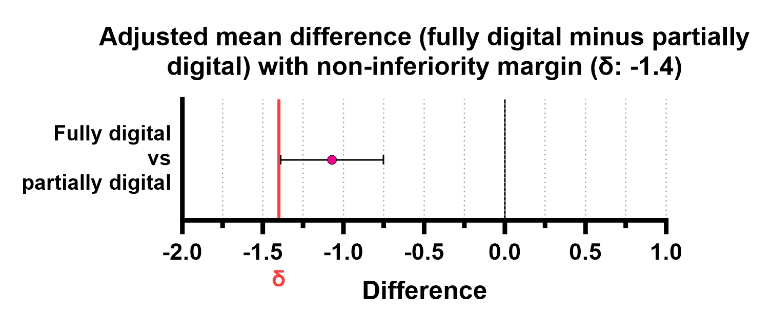 Adjusted mean difference (fully digital minus partially
digital) with non-inferiority margin (δ: -1.4)
Fully digital
vs
partially digital
-2.0 -1.5 -1.0 -0.5 0.0 0.5 1.0
δ
Difference